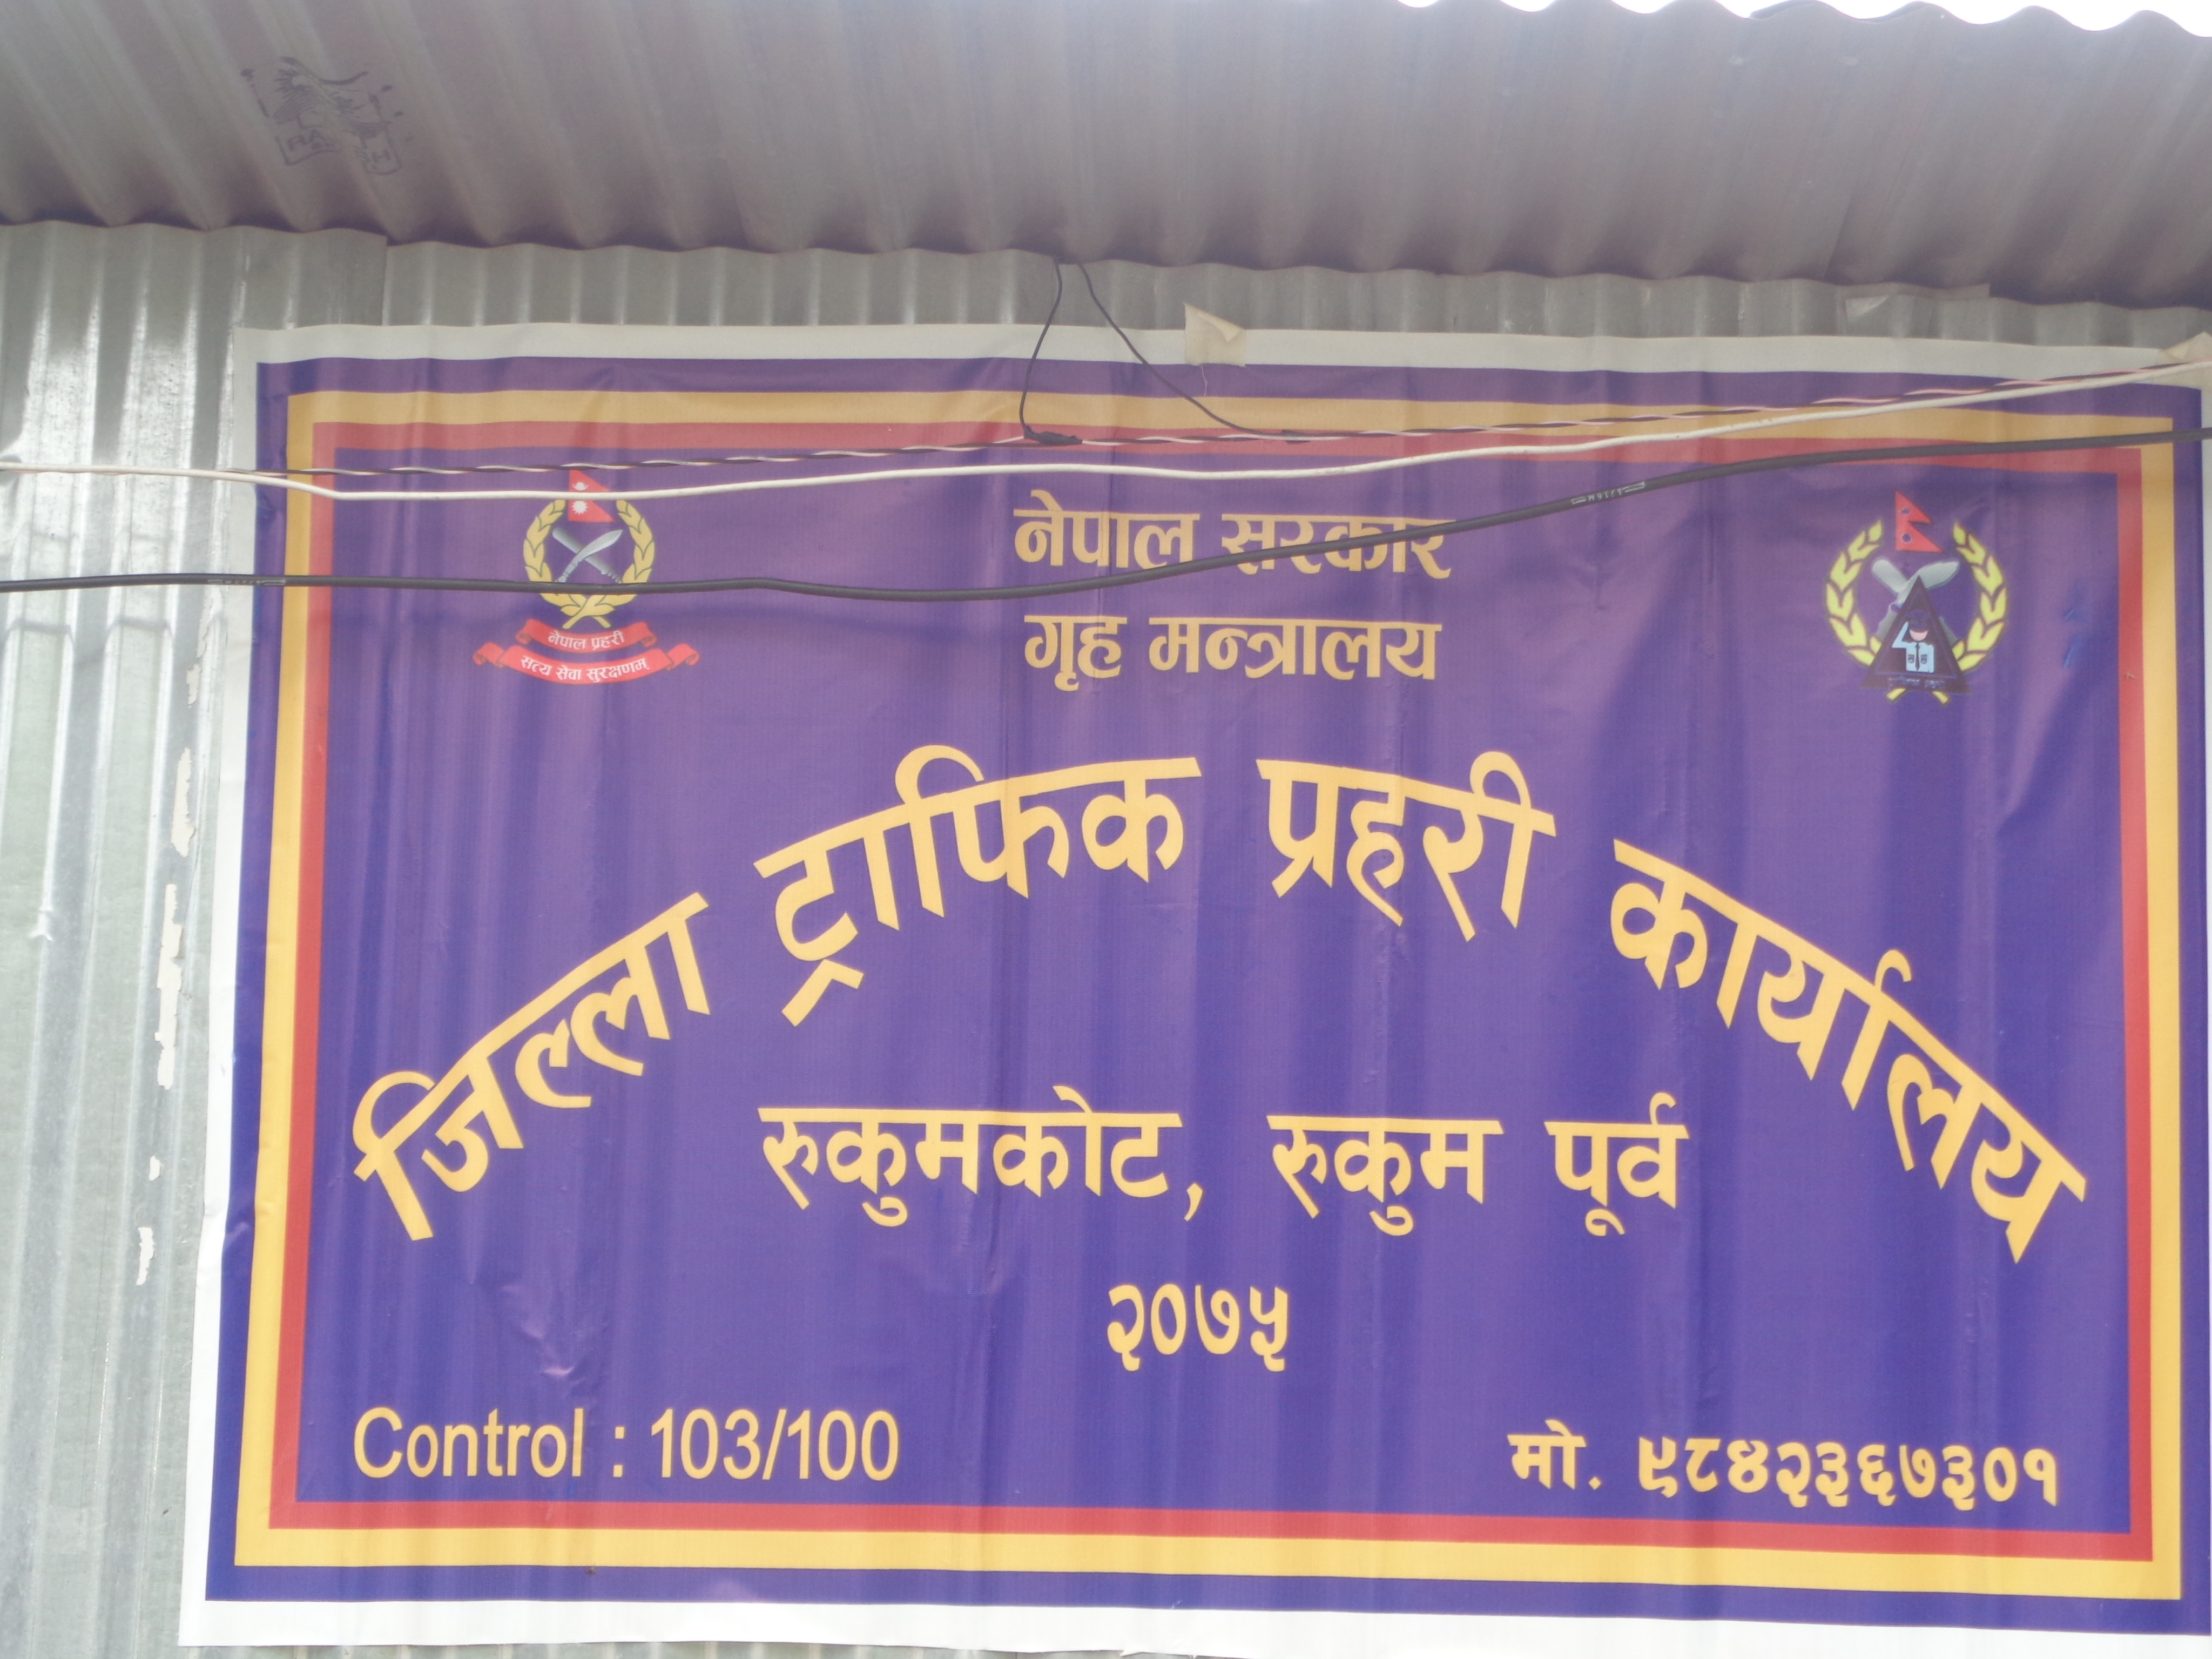 नेपाल सरकार
गृह मन्त्रालय
नेपाल प्रहरी
सत्य सेवा सुरक्षणम्
जिल्ला ट्राफिक प्रहरी कार्यालय
रुकुमकोट, रुकुम पूर्व
२०७५
Control : 103/100
मो. ९८४२३६७३०१